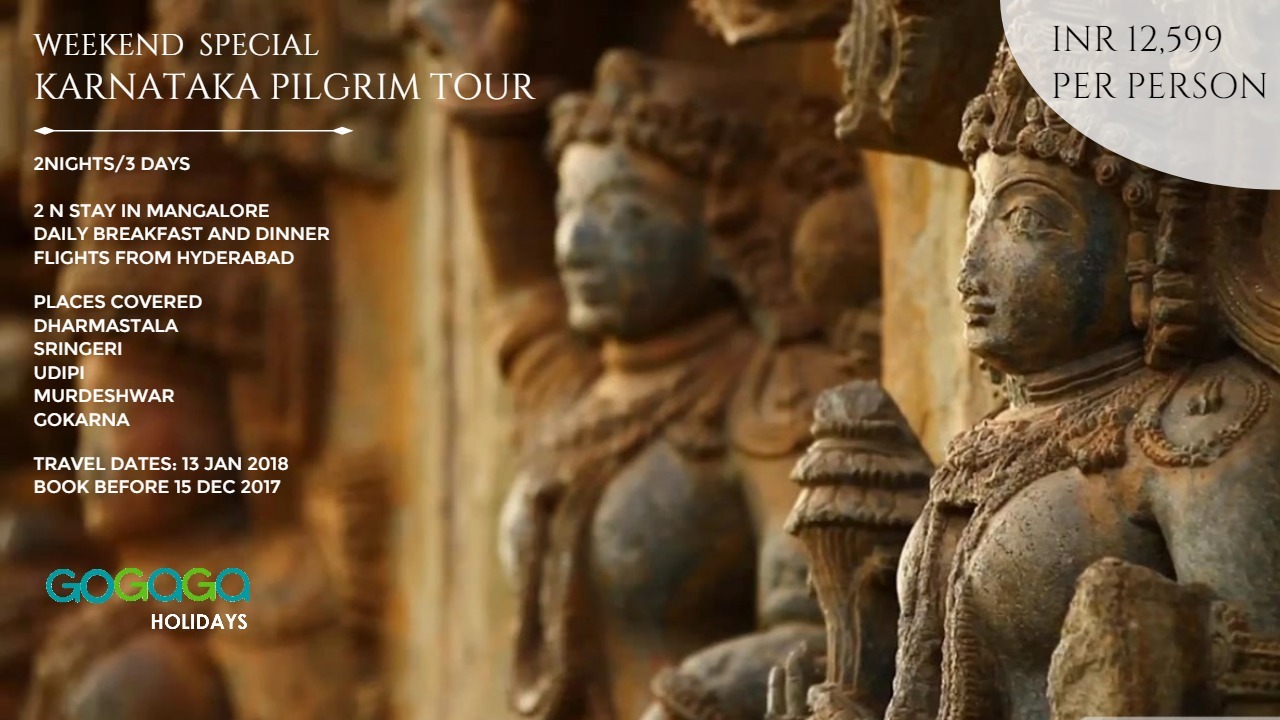 WEEKEND SPECIAL
KARNATAKA PILGRIM TOUR
INR 12,599
PER PERSON
2NIGHTS/3 DAYS
2 N STAY IN MANGALORE
DAILY BREAKFAST AND DINNER
FLIGHTS FROM HYDERABAD
PLACES COVERED
DHARMASTALA
SRINGERI
UDIPI
MURDESHWAR
GOKARNA
TRAVEL DATES: 13 JAN 2018
BOOK BEFORE 15 DEC 2017
GOGAGA
HOLIDAYS